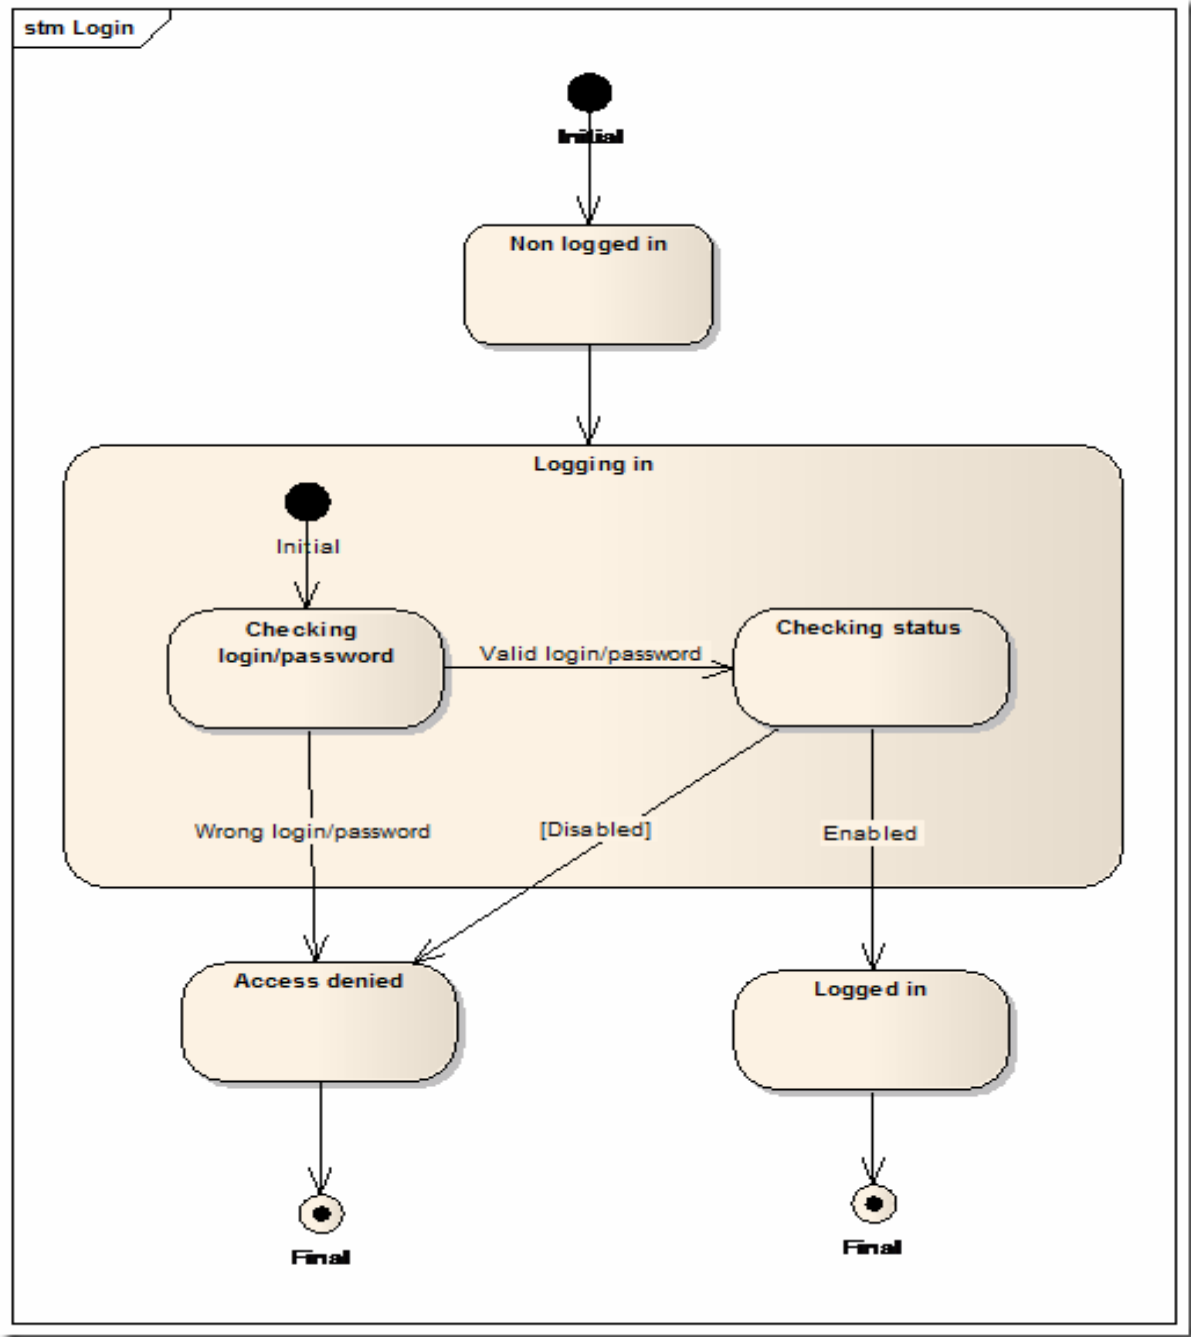 stm Login
Initial
Non logged in
Logging in
Initial
Checking
login/password
Valid login/password
Checking status
Wrong login/password
[Disabled]
Enabled
Access denied
Logged in
Final
Final